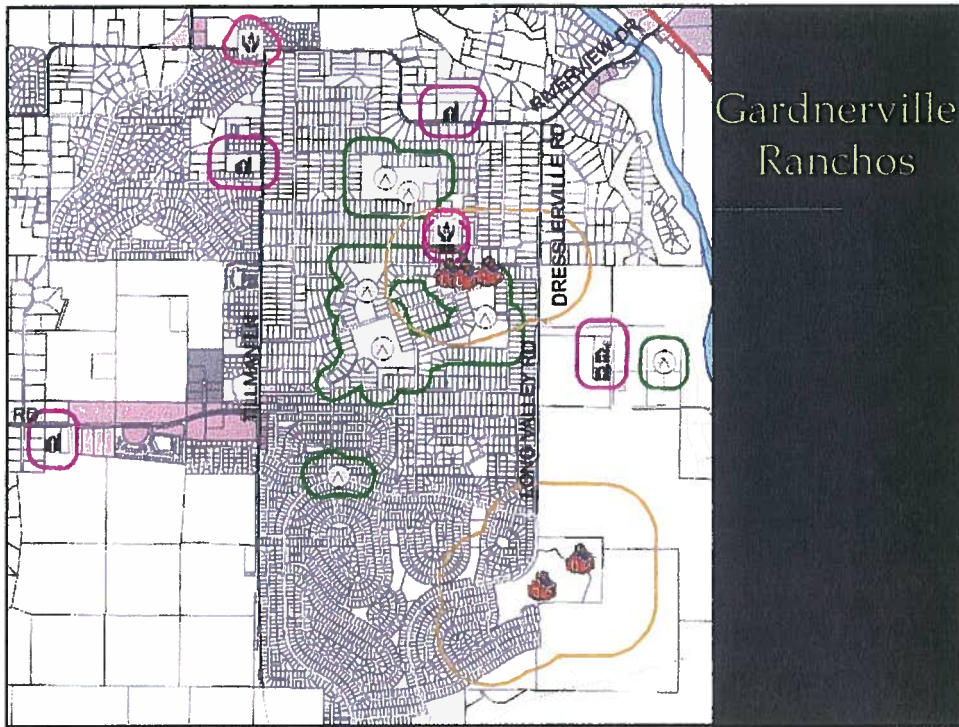 Gardnerville
Ranchos
RIVERVIEW DR
DRESSLERVILLE RD
TILLMAN LN
LONG VALLEY RD
RD